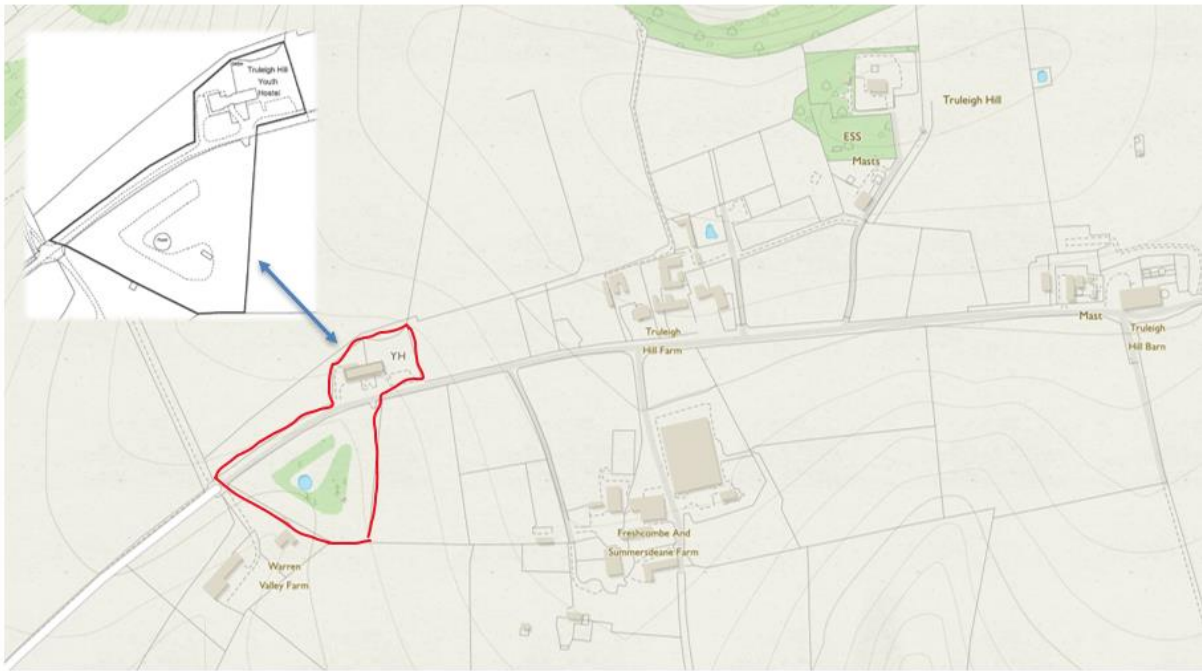 Truleigh Hill
Youth
Hostel
Truleigh Hill
ESS
Masts
YH
Truleigh
Hill Farm
Mast
Truleigh
Hill Barn
Freshcombe And
Summersdeane Farm
Warren
Valley Farm